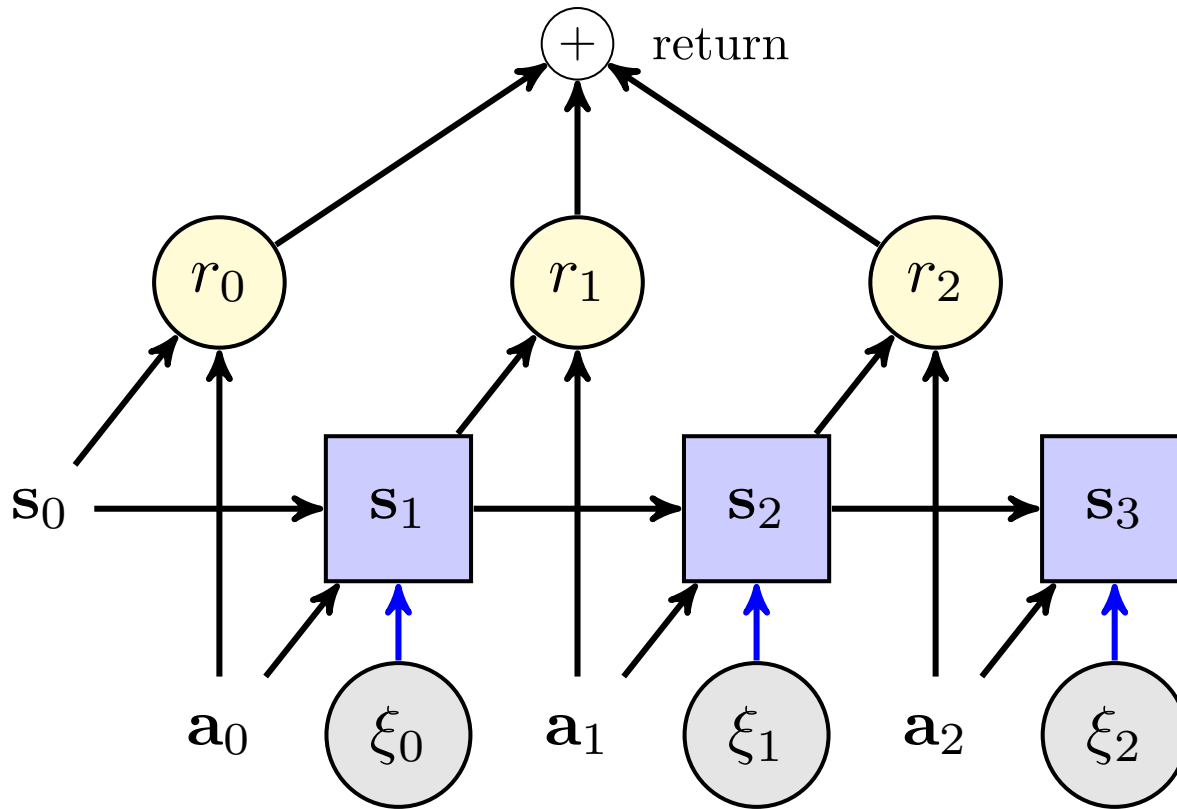 + return
r₀ r₁ r₂
s₀ s₁ s₂ s₃
a₀ ξ₀ a₁ ξ₁ a₂ ξ₂